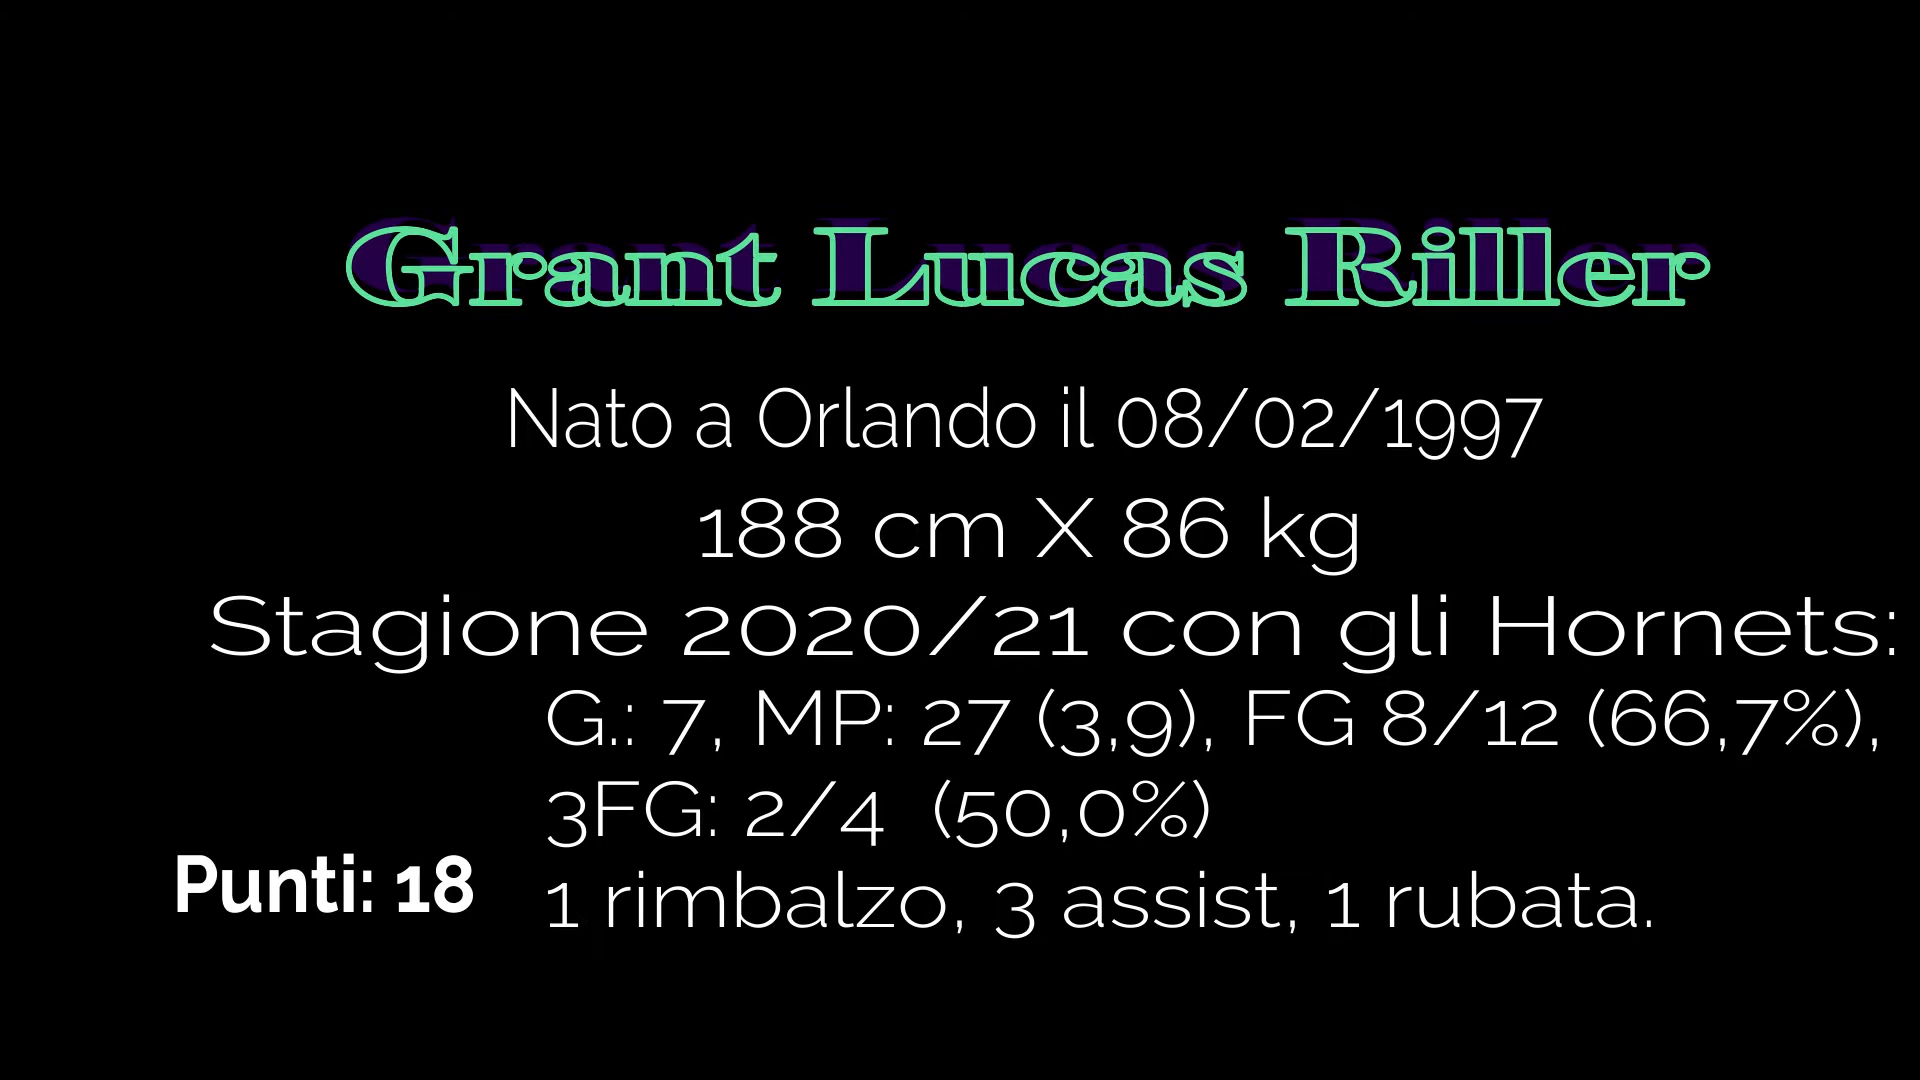 Grant Lucas Riller
Nato a Orlando il 08/02/1997
188 cm X 86 kg
Stagione 2020/21 con gli Hornets:
G.: 7, MP: 27 (3,9), FG 8/12 (66,7%),
3FG: 2/4  (50,0%)
Punti: 18
1 rimbalzo, 3 assist, 1 rubata.